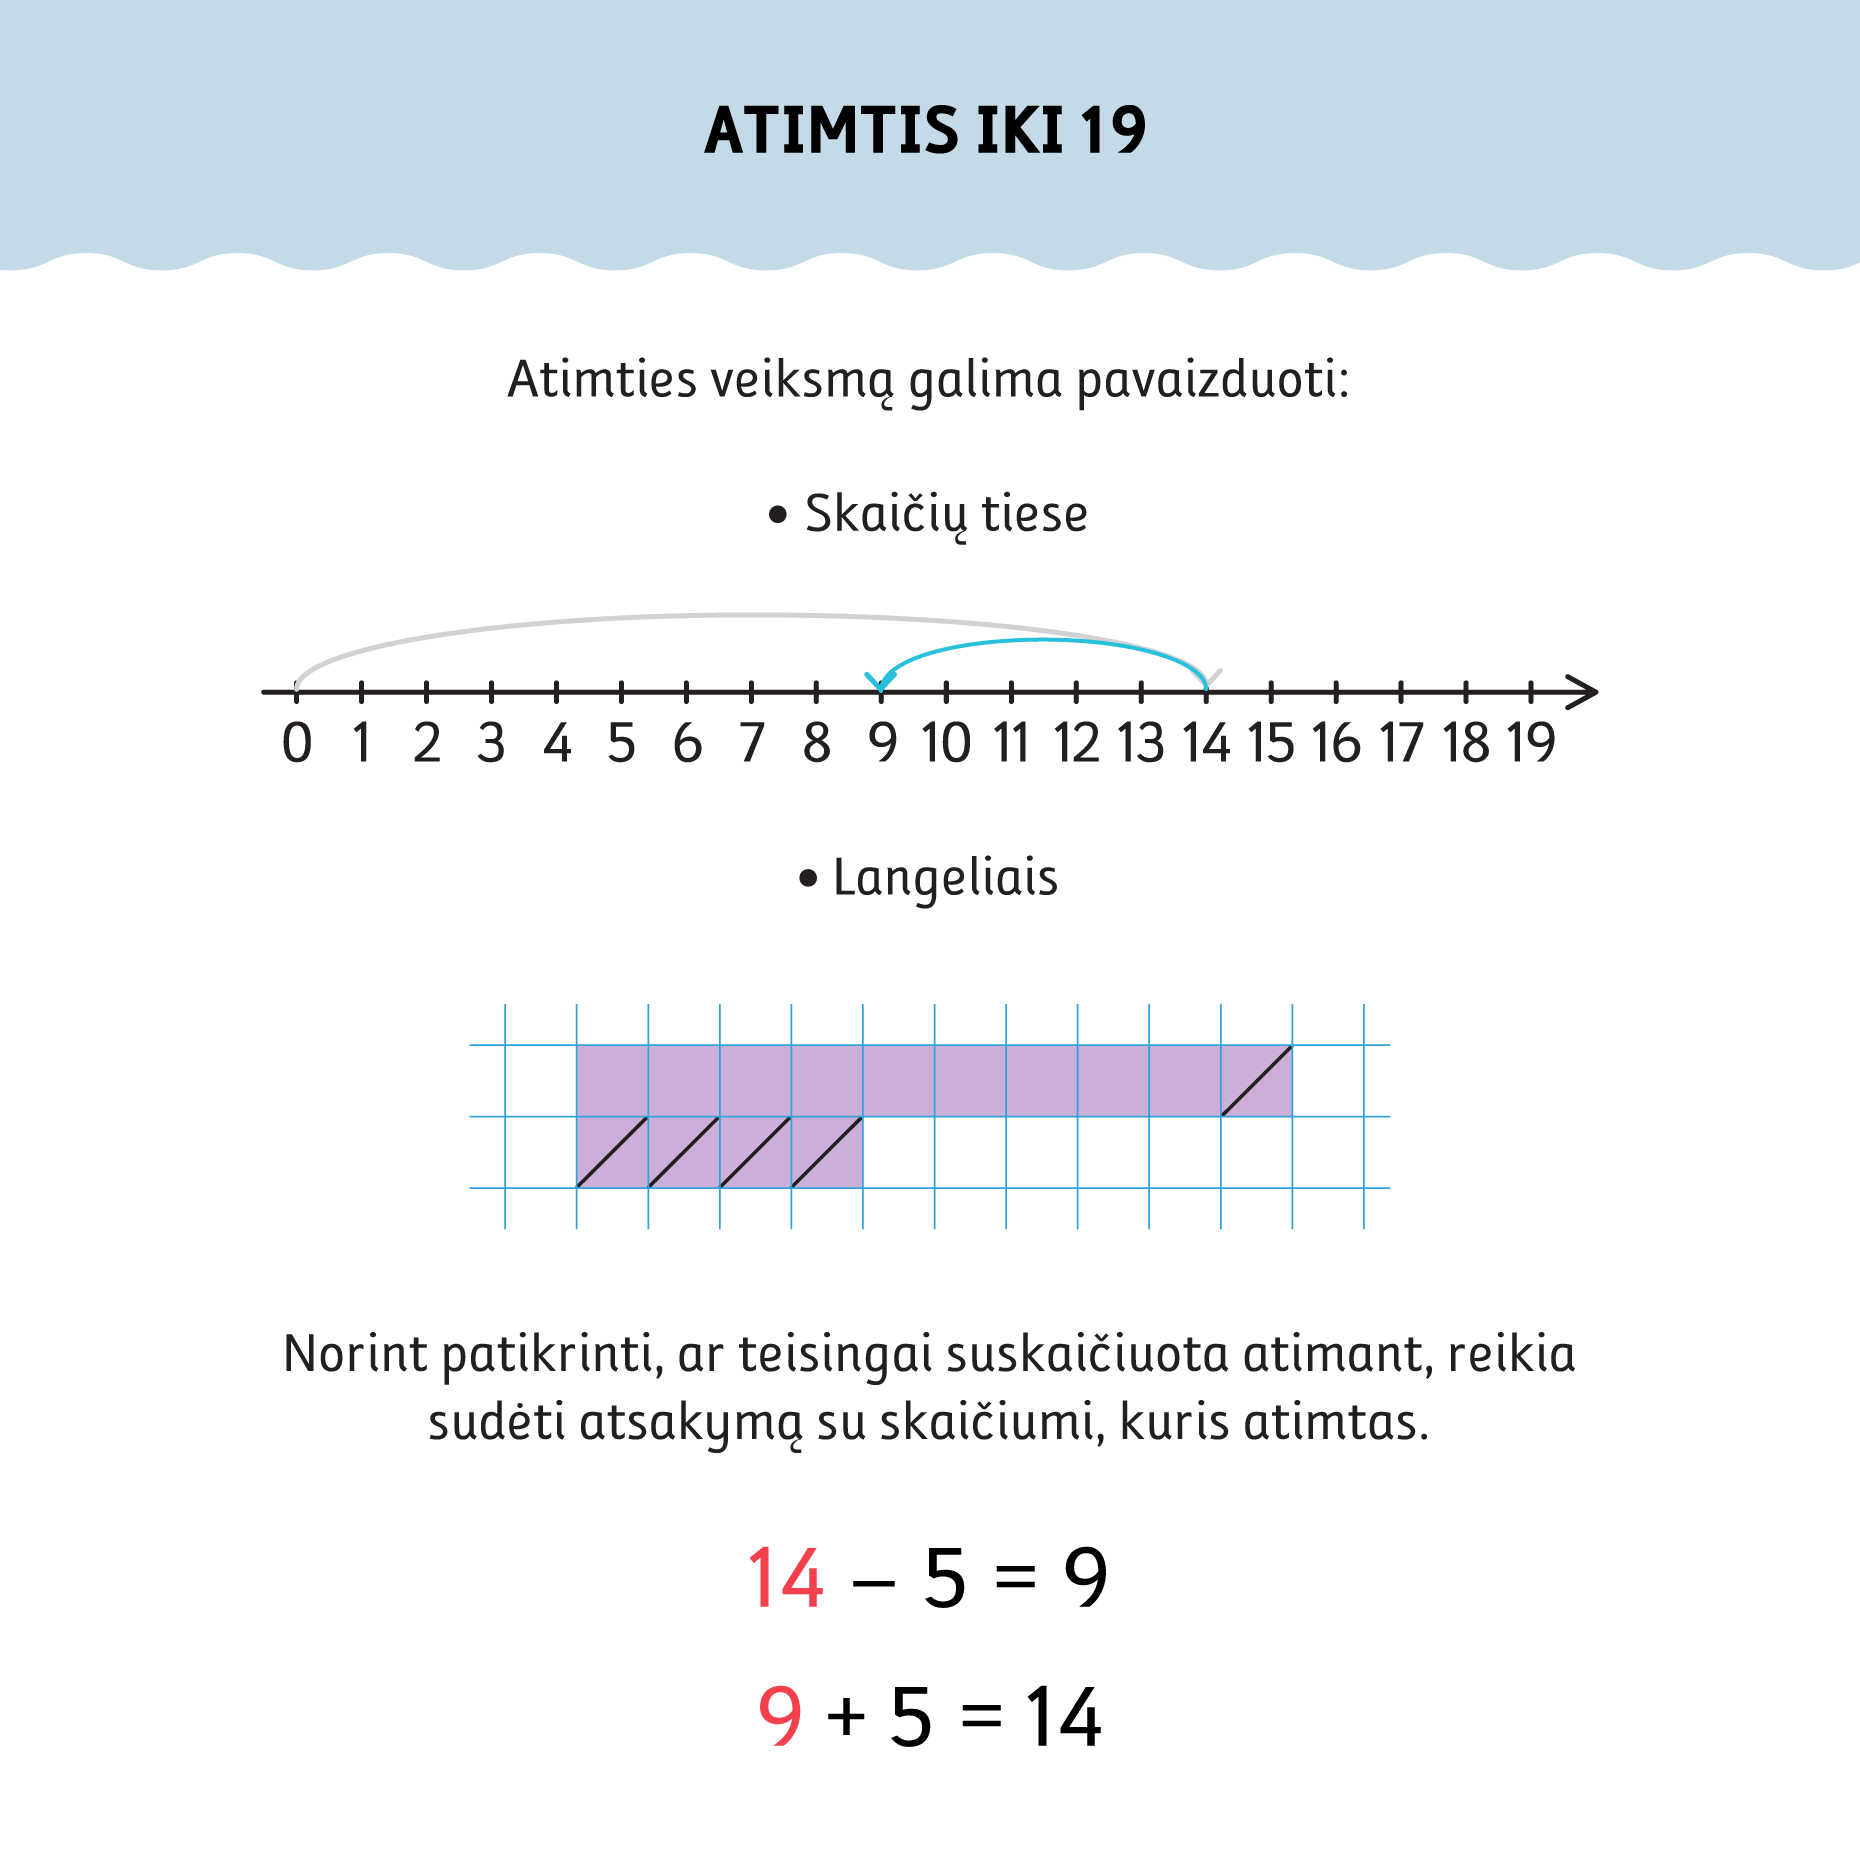 ATIMTIS IKI 19
Atimties veiksmą galima pavaizduoti:
• Skaičių tiese
0 1 2 3 4 5 6 7 8 9 10 11 12 13 14 15 16 17 18 19
• Langeliais
Norint patikrinti, ar teisingai suskaičiuota atimant, reikia
sudėti atsakymą su skaičiumi, kuris atimtas.
14 – 5 = 9
9 + 5 = 14